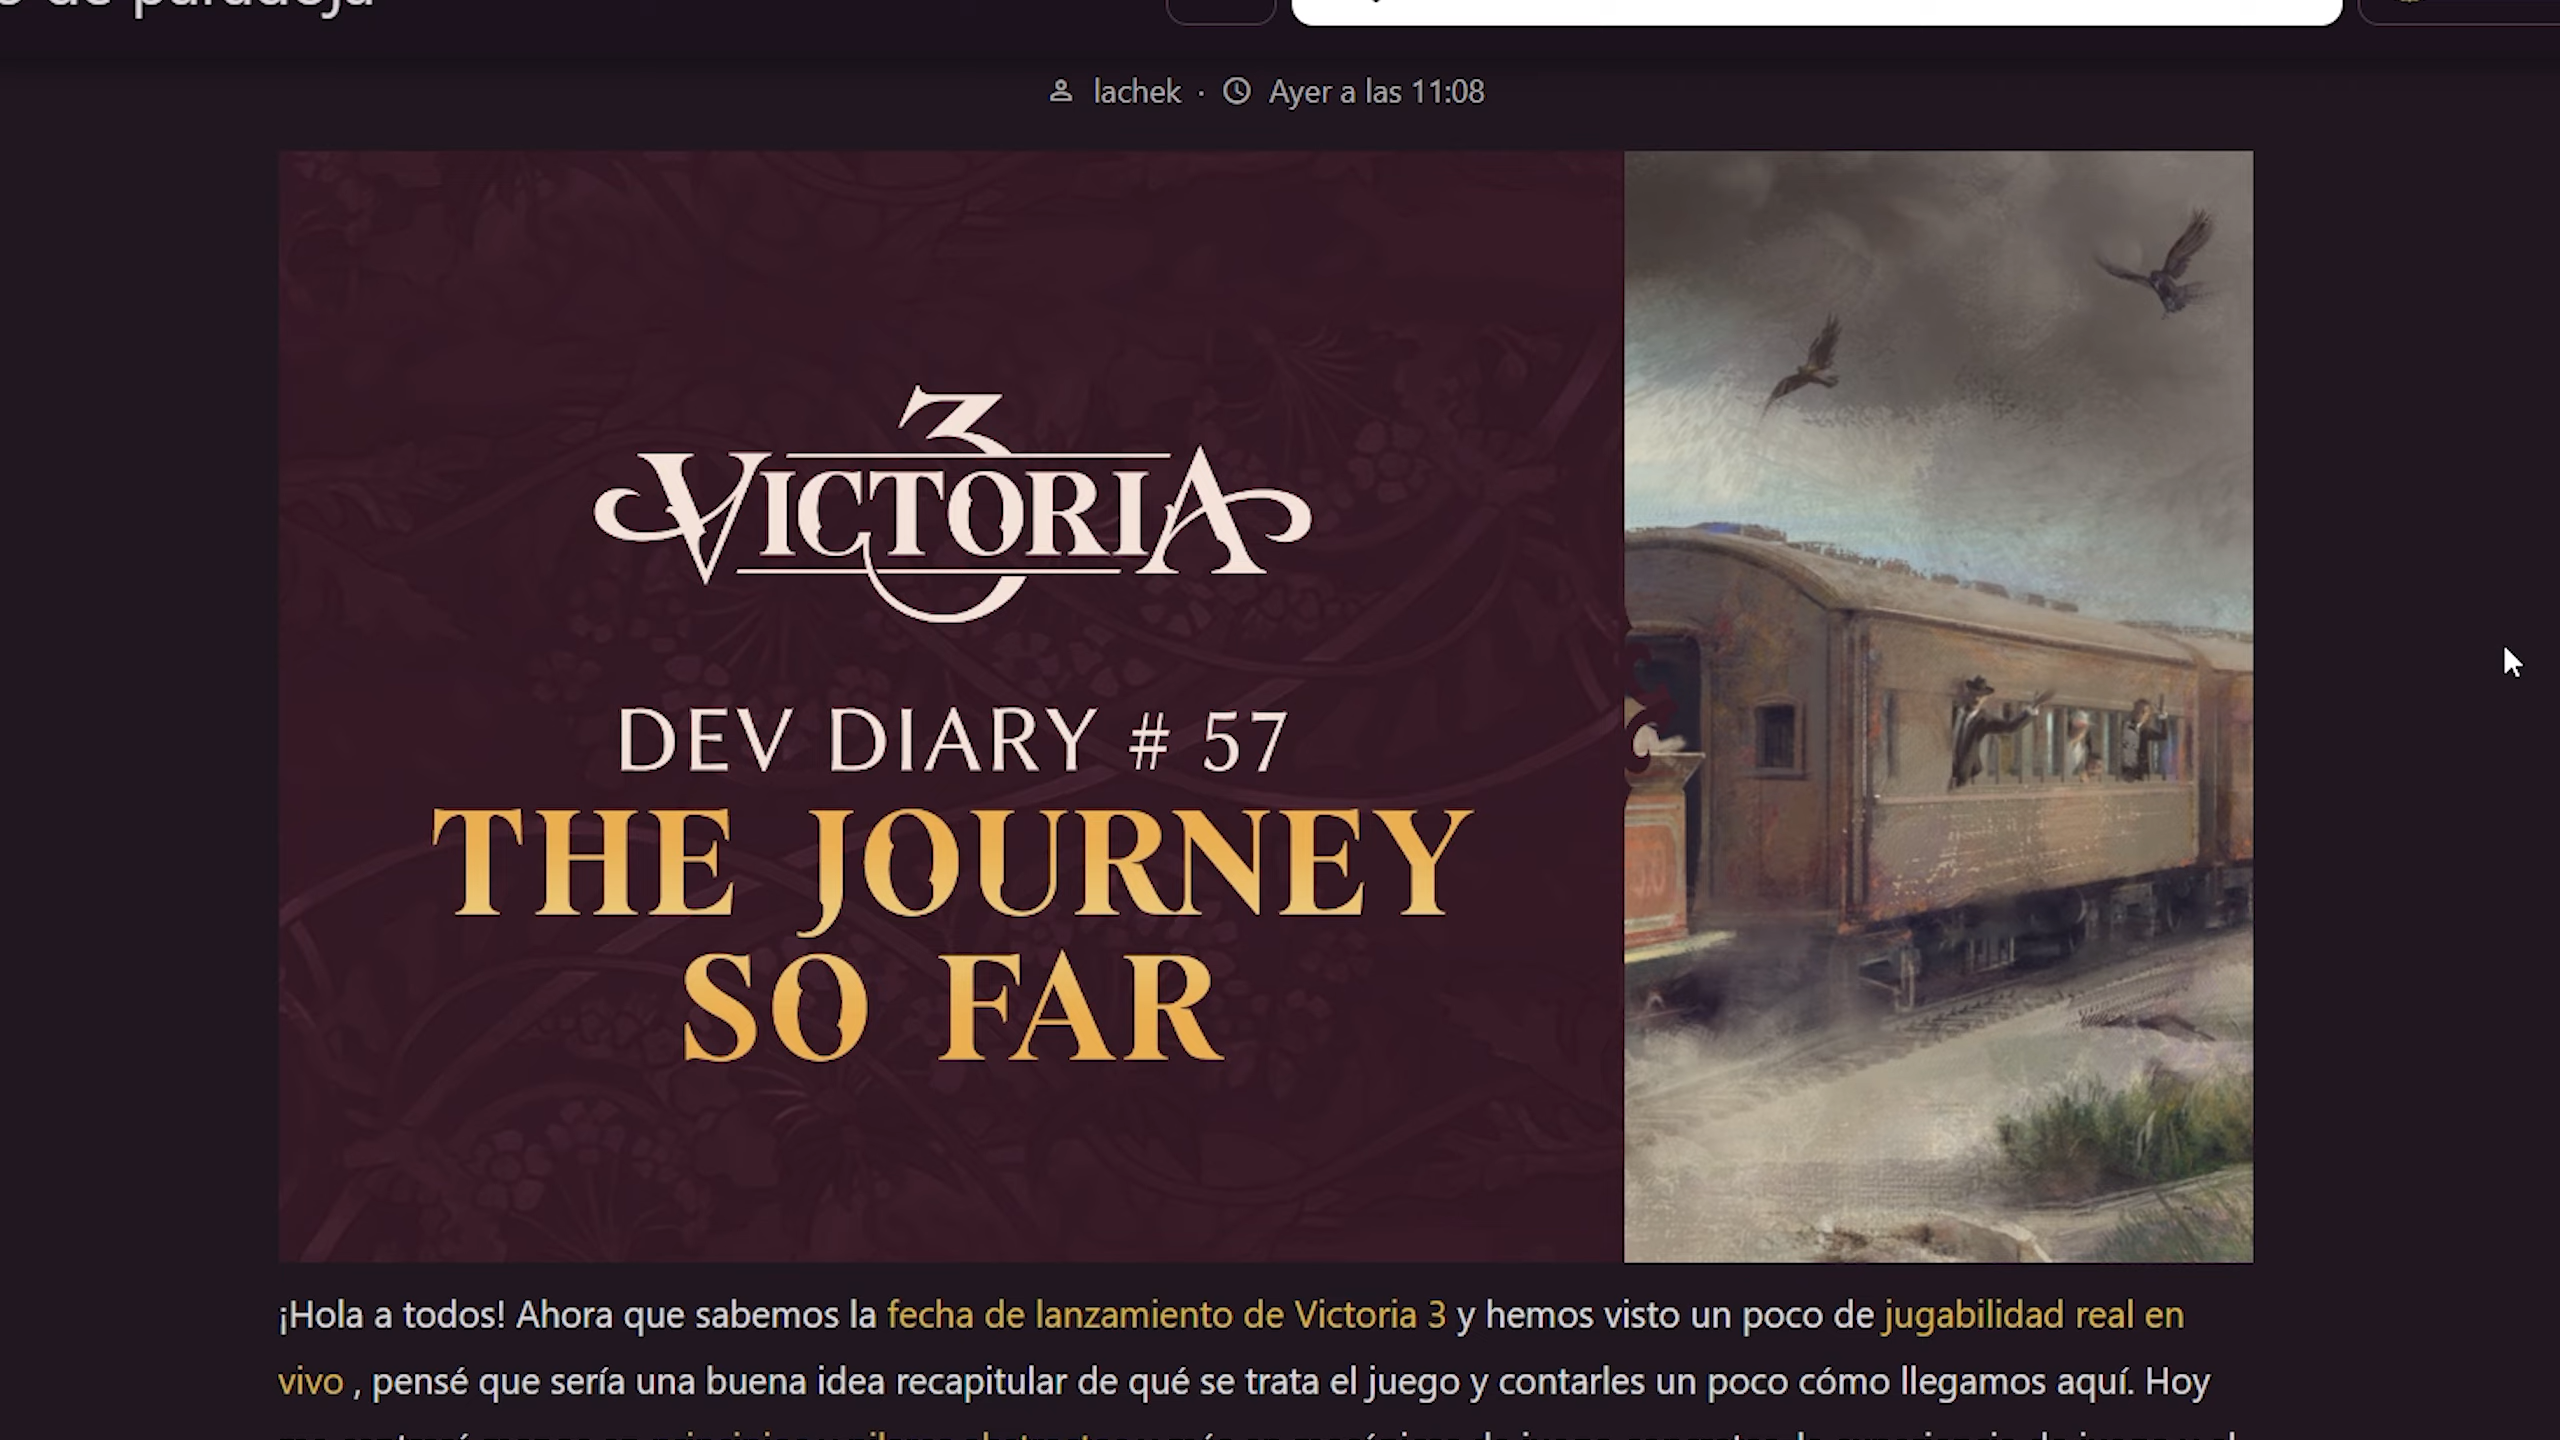 lachek · Ayer a las 11:08
3
VICTORIA
DEV DIARY # 57
THE JOURNEY
SO FAR
¡Hola a todos! Ahora que sabemos la fecha de lanzamiento de Victoria 3 y hemos visto un poco de jugabilidad real en
vivo , pensé que sería una buena idea recapitular de qué se trata el juego y contarles un poco cómo llegamos aquí. Hoy